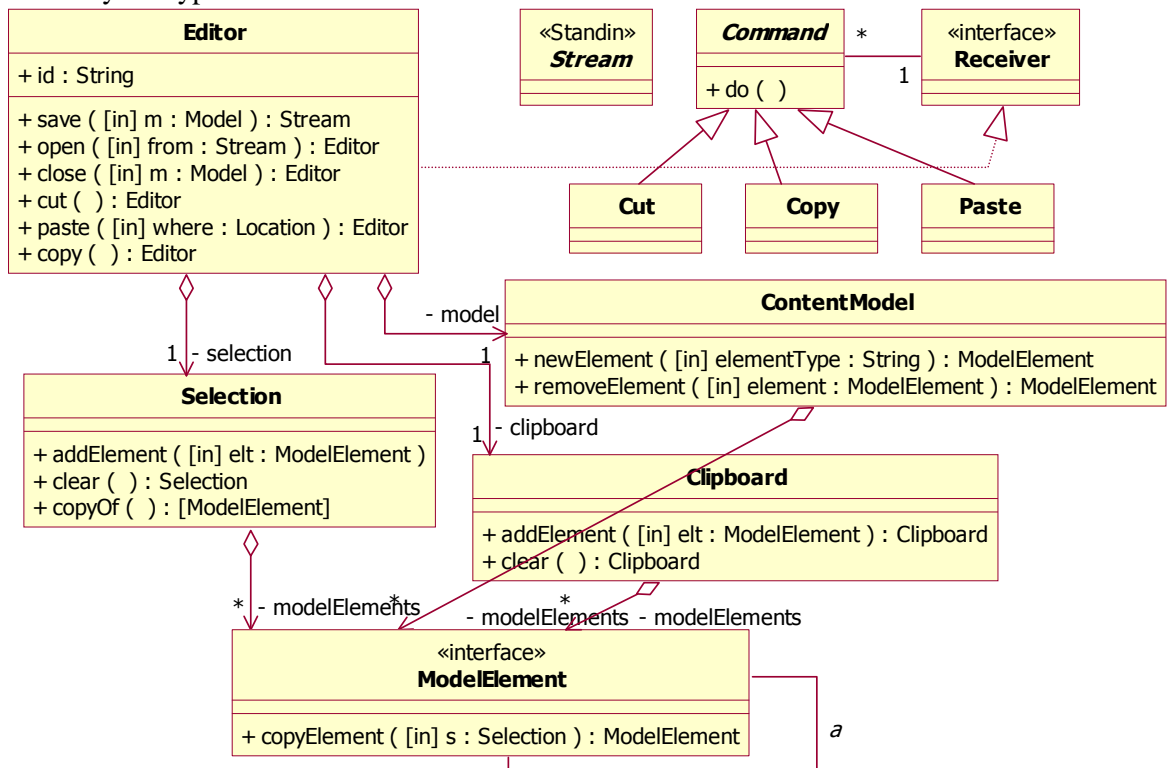 Editor
+ id : String
+ save ( [in] m : Model ) : Stream
+ open ( [in] from : Stream ) : Editor
+ close ( [in] m : Model ) : Editor
+ cut ( ) : Editor
+ paste ( [in] where : Location ) : Editor
+ copy ( ) : Editor
«Standin»
Stream
Command
+ do ( )
*
1
«interface»
Receiver
Cut
Copy
Paste
- model
1
ContentModel
+ newElement ( [in] elementType : String ) : ModelElement
+ removeElement ( [in] element : ModelElement ) : ModelElement
1 - selection
Selection
+ addElement ( [in] elt : ModelElement )
+ clear ( ) : Selection
+ copyOf ( ) : [ModelElement]
1 - clipboard
Clipboard
+ addElement ( [in] elt : ModelElement ) : Clipboard
+ clear ( ) : Clipboard
* - modelElements
*
- modelElements
*
- modelElements
«interface»
ModelElement
+ copyElement ( [in] s : Selection ) : ModelElement
a